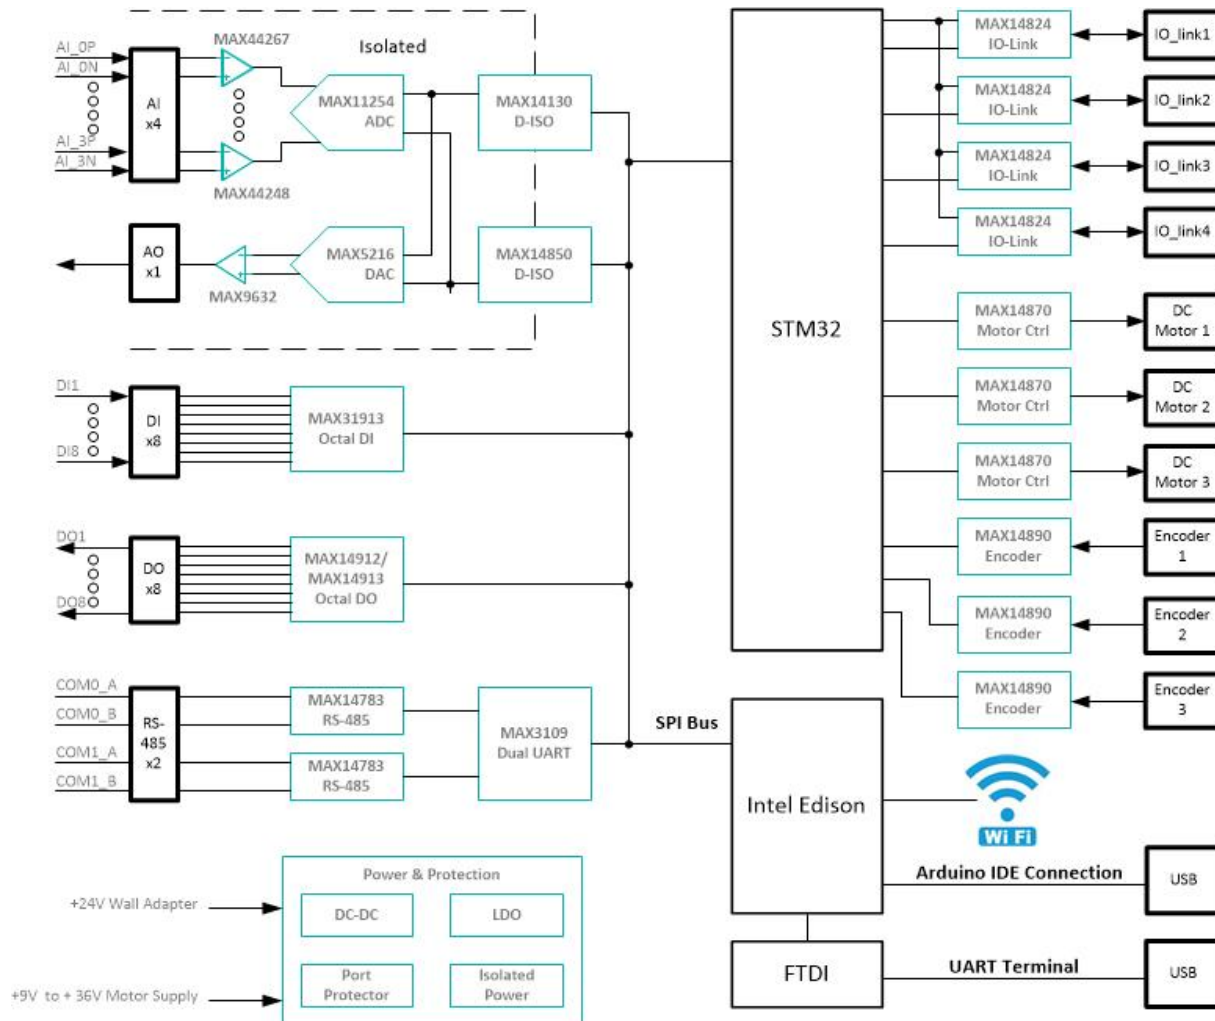 MAX44267
Isolated
AI_0P
AI_0N
AI
x4
AI_3P
AI_3N
MAX44248
MAX11254
ADC
MAX14130
D-ISO
AO
x1
MAX9632
MAX5216
DAC
MAX14850
D-ISO
DI1
DI8
DI
x8
MAX31913
Octal DI
DO1
DO8
DO
x8
MAX14912/
MAX14913
Octal DO
COM0_A
COM0_B
COM1_A
COM1_B
RS-
485
x2
MAX14783
RS-485
MAX14783
RS-485
MAX3109
Dual UART
SPI Bus
Power & Protection
DC-DC
LDO
Port
Protector
Isolated
Power
+24V Wall Adapter
+9V to + 36V Motor Supply
STM32
MAX14824
IO-Link
IO_link1
MAX14824
IO-Link
IO_link2
MAX14824
IO-Link
IO_link3
MAX14824
IO-Link
IO_link4
MAX14870
Motor Ctrl
DC
Motor 1
MAX14870
Motor Ctrl
DC
Motor 2
MAX14870
Motor Ctrl
DC
Motor 3
MAX14890
Encoder
Encoder
1
MAX14890
Encoder
Encoder
2
MAX14890
Encoder
Encoder
3
Intel Edison
Wi Fi
Arduino IDE Connection
USB
FTDI
UART Terminal
USB